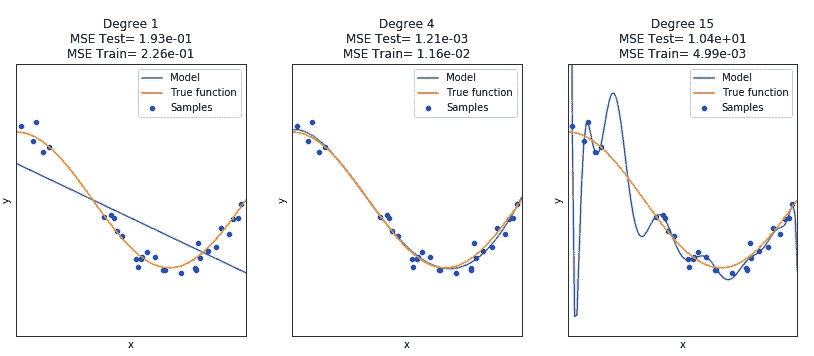 Degree 1
MSE Test= 1.93e-01
MSE Train= 2.26e-01
Model
True function
Samples
y
x
Degree 4
MSE Test= 1.21e-03
MSE Train= 1.16e-02
Model
True function
Samples
y
x
Degree 15
MSE Test= 1.04e+01
MSE Train= 4.99e-03
Model
True function
Samples
y
x